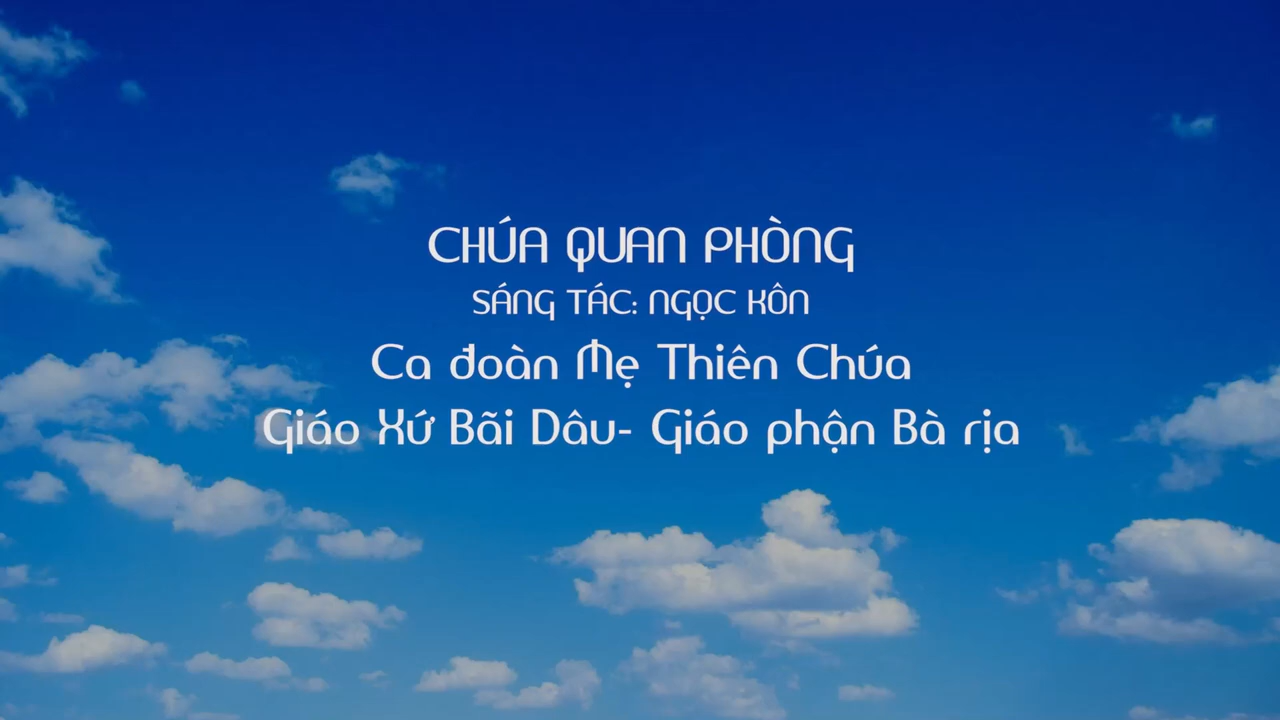 CHÚA QUAN PHÒNG
SÁNG TÁC: NGỌC KÔN
Ca đoàn Mẹ Thiên Chúa
Giáo Xứ Bãi Dâu- Giáo phận Bà rịa